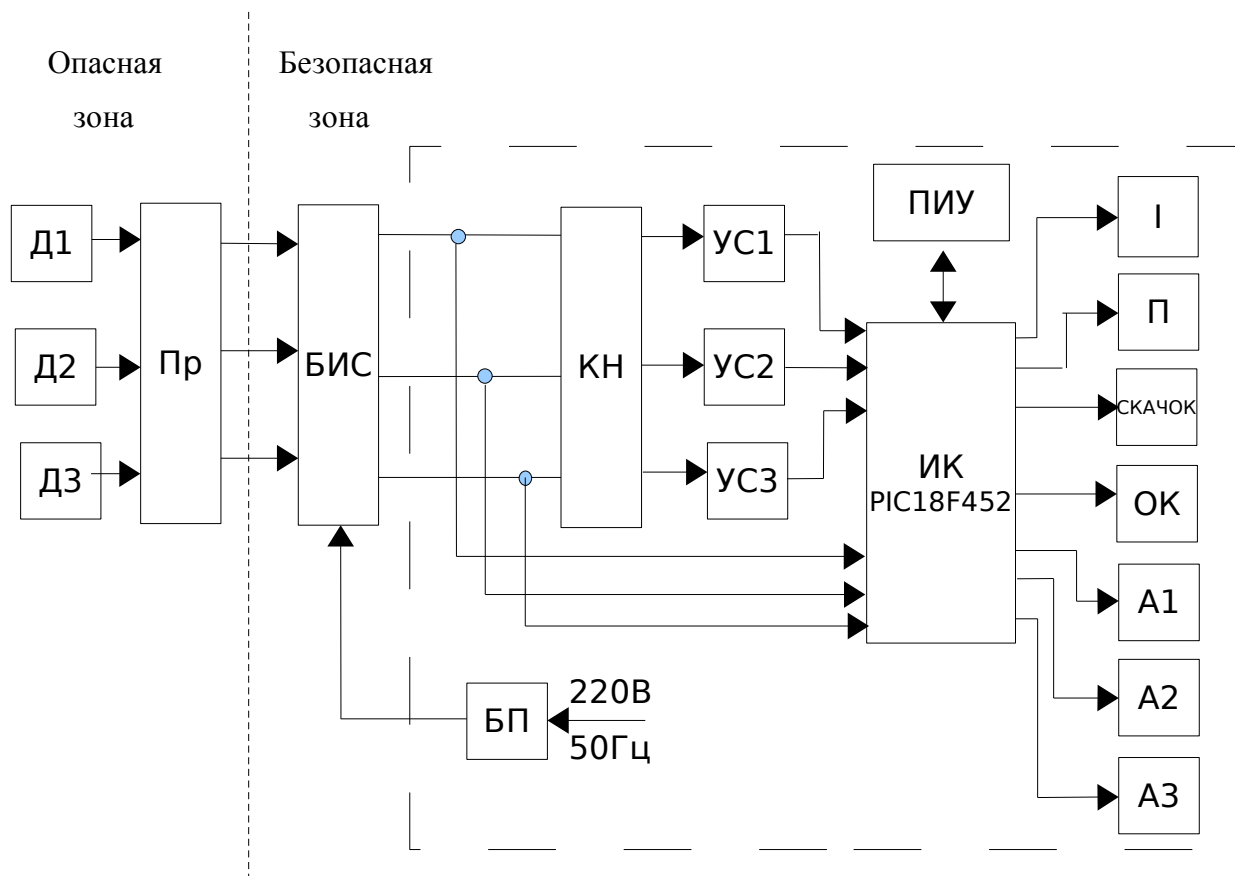 Опасная
зона
Безопасная
зона
Д1
Д2
Д3
Пр
БИС
КН
УС1
УС2
УС3
ПИУ
ИК
PIC18F452
I
П
СКАЧОК
ОК
А1
А2
А3
БП
220В
50Гц